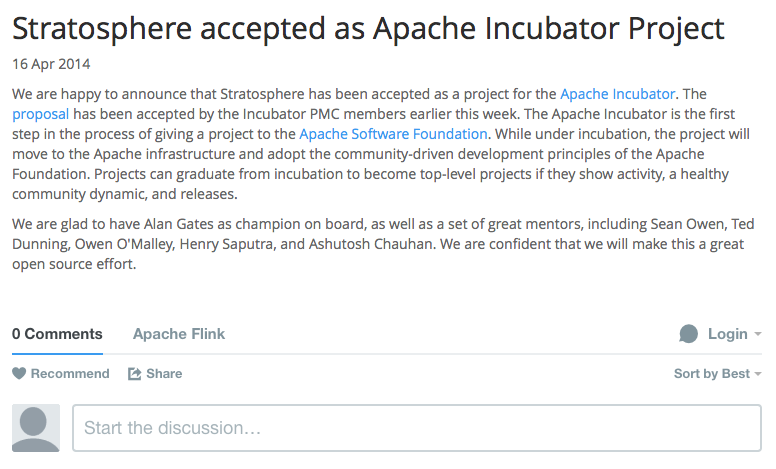 Stratosphere accepted as Apache Incubator Project
16 Apr 2014
We are happy to announce that Stratosphere has been accepted as a project for the Apache Incubator. The
proposal has been accepted by the Incubator PMC members earlier this week. The Apache Incubator is the first
step in the process of giving a project to the Apache Software Foundation. While under incubation, the project will
move to the Apache infrastructure and adopt the community-driven development principles of the Apache
Foundation. Projects can graduate from incubation to become top-level projects if they show activity, a healthy
community dynamic, and releases.
We are glad to have Alan Gates as champion on board, as well as a set of great mentors, including Sean Owen, Ted
Dunning, Owen O'Malley, Henry Saputra, and Ashutosh Chauhan. We are confident that we will make this a great
open source effort.
0 Comments Apache Flink Login
Recommend Share Sort by Best
Start the discussion…